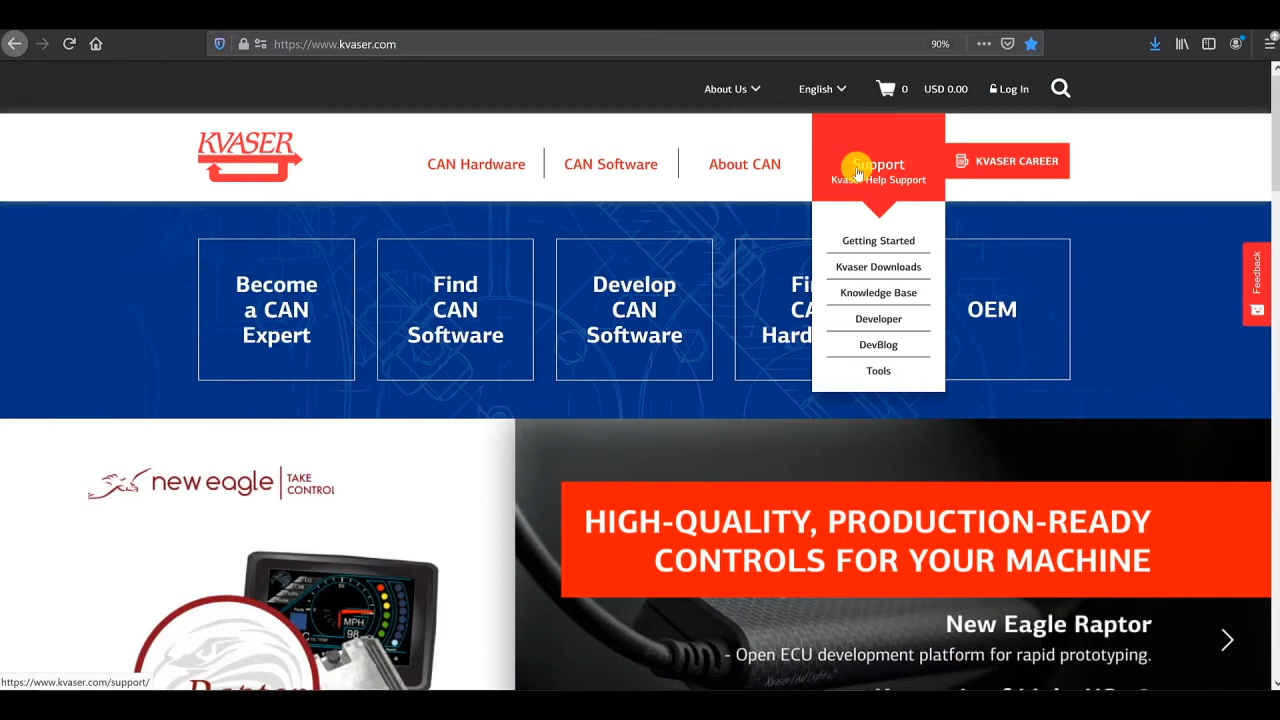 https://www.kvaser.com
90%
About Us
English
0
USD 0.00
Log In
KVASER
CAN Hardware
CAN Software
About CAN
Support
Kvaser Help Support
KVASER CAREER
Getting Started
Kvaser Downloads
Knowledge Base
Developer
DevBlog
Tools
Become
a CAN
Expert
Find
CAN
Software
Develop
CAN
Software
OEM
Feedback
new eagle
TAKE
CONTROL
HIGH-QUALITY, PRODUCTION-READY
CONTROLS FOR YOUR MACHINE
New Eagle Raptor
- Open ECU development platform for rapid prototyping.
MPH
98
https://www.kvaser.com/support/